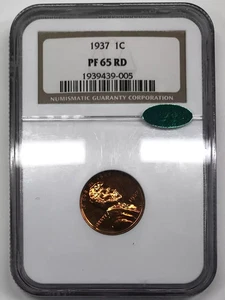 1937 1C
PF 65 RD
1939439-005
NUMISMATIC GUARANTY CORPORATION